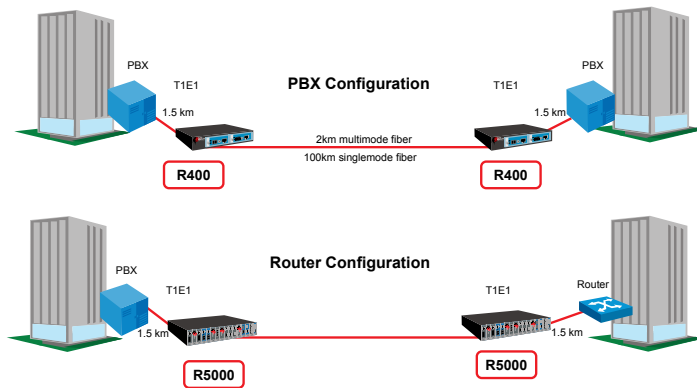 PBX
PBX
T1E1
PBX Configuration
T1E1
1.5 km
1.5 km
2km multimode fiber
100km singlemode fiber
R400
R400
Router Configuration
PBX
T1E1
T1E1
Router
1.5 km
1.5 km
R5000
R5000